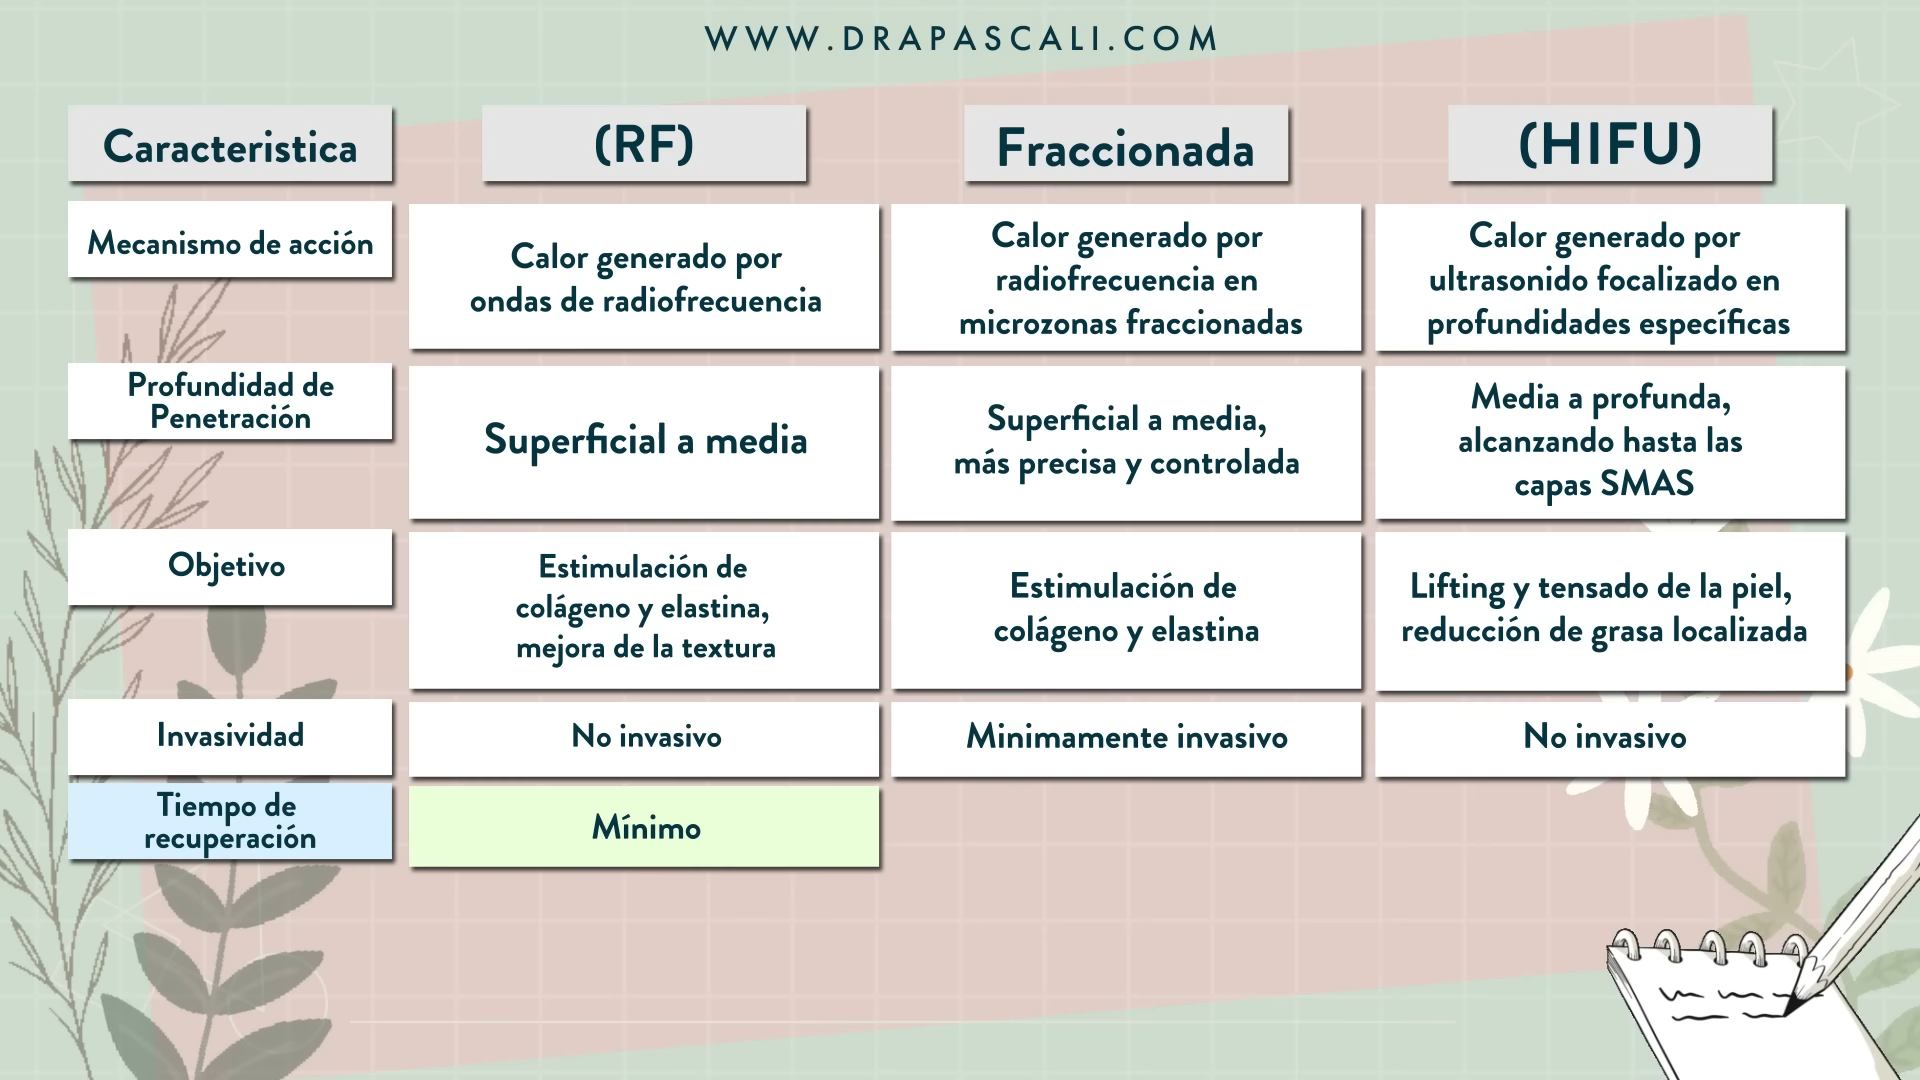 WWW.DRAPASCALI.COM
Caracteristica
(RF)
Fraccionada
(HIFU)
Mecanismo de acción
Calor generado por
ondas de radiofrecuencia
Calor generado por
radiofrecuencia en
microzonas fraccionadas
Calor generado por
ultrasonido focalizado en
profundidades específicas
Profundidad de
Penetración
Superficial a media
Superficial a media,
más precisa y controlada
Media a profunda,
alcanzando hasta las
capas SMAS
Objetivo
Estimulación de
colágeno y elastina,
mejora de la textura
Estimulación de
colágeno y elastina
Lifting y tensado de la piel,
reducción de grasa localizada
Invasividad
No invasivo
Minimamente invasivo
No invasivo
Tiempo de
recuperación
Mínimo